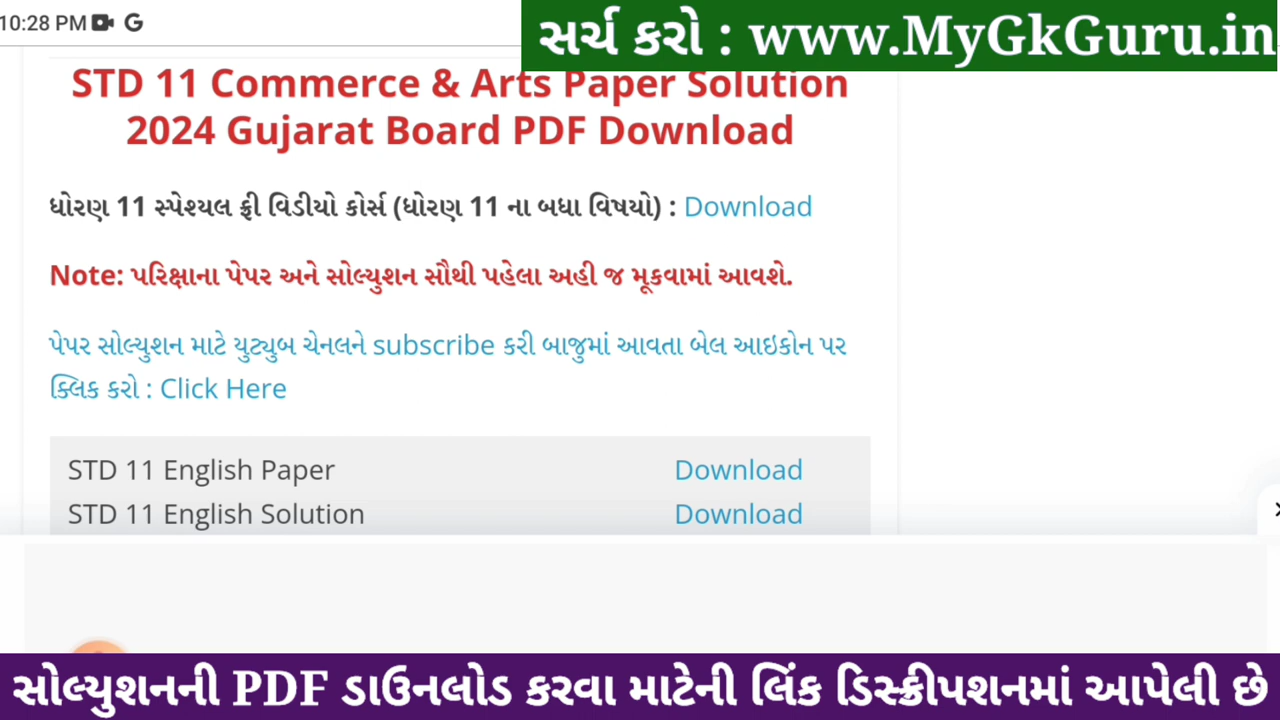 10:28 PM
સર્ચ કરો : www.MyGkGuru.in
STD 11 Commerce & Arts Paper Solution
2024 Gujarat Board PDF Download
ધોરણ 11 સ્પેશ્યલ ફ્રી વિડીયો કોર્સ (ધોરણ 11 ના બધા વિષયો) : Download
Note: પરિક્ષાના પેપર અને સોલ્યુશન સૌથી પહેલા અહી જ મૂકવામાં આવશે.
પેપર સોલ્યુશન માટે યુટ્યુબ ચેનલને subscribe કરી બાજુમાં આવતા બેલ આઇકોન પર
ક્લિક કરો : Click Here
STD 11 English Paper Download
STD 11 English Solution Download
સોલ્યુશનની PDF ડાઉનલોડ કરવા માટેની લિંક ડિસ્ક્રીપશનમાં આપેલી છે